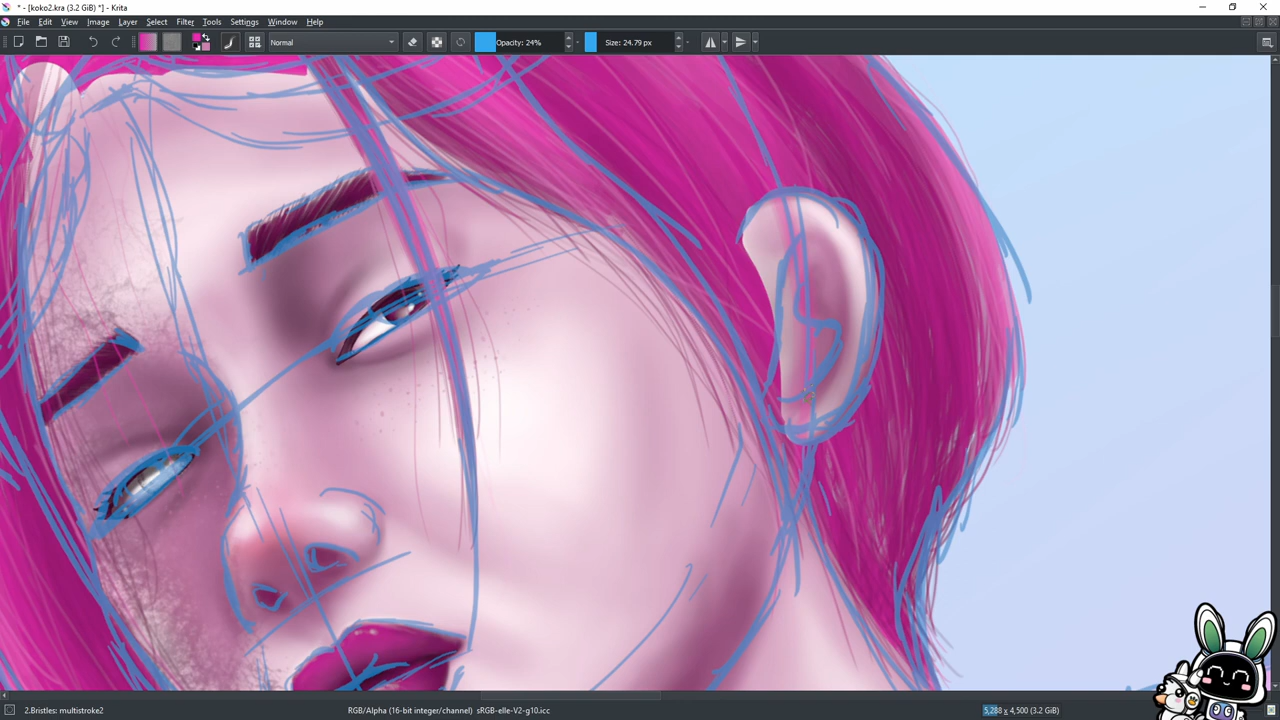 * - [koko2.kra (3.2 GiB) *] - Krita
File Edit View Image Layer Select Filter Tools Settings Window Help
Normal Opacity: 24% Size: 24.79 px
2.Bristles: multistroke2 RGB/Alpha (16-bit integer/channel) sRGB-elle-V2-g10.icc 5,288 x 4,500 (3.2 GiB)